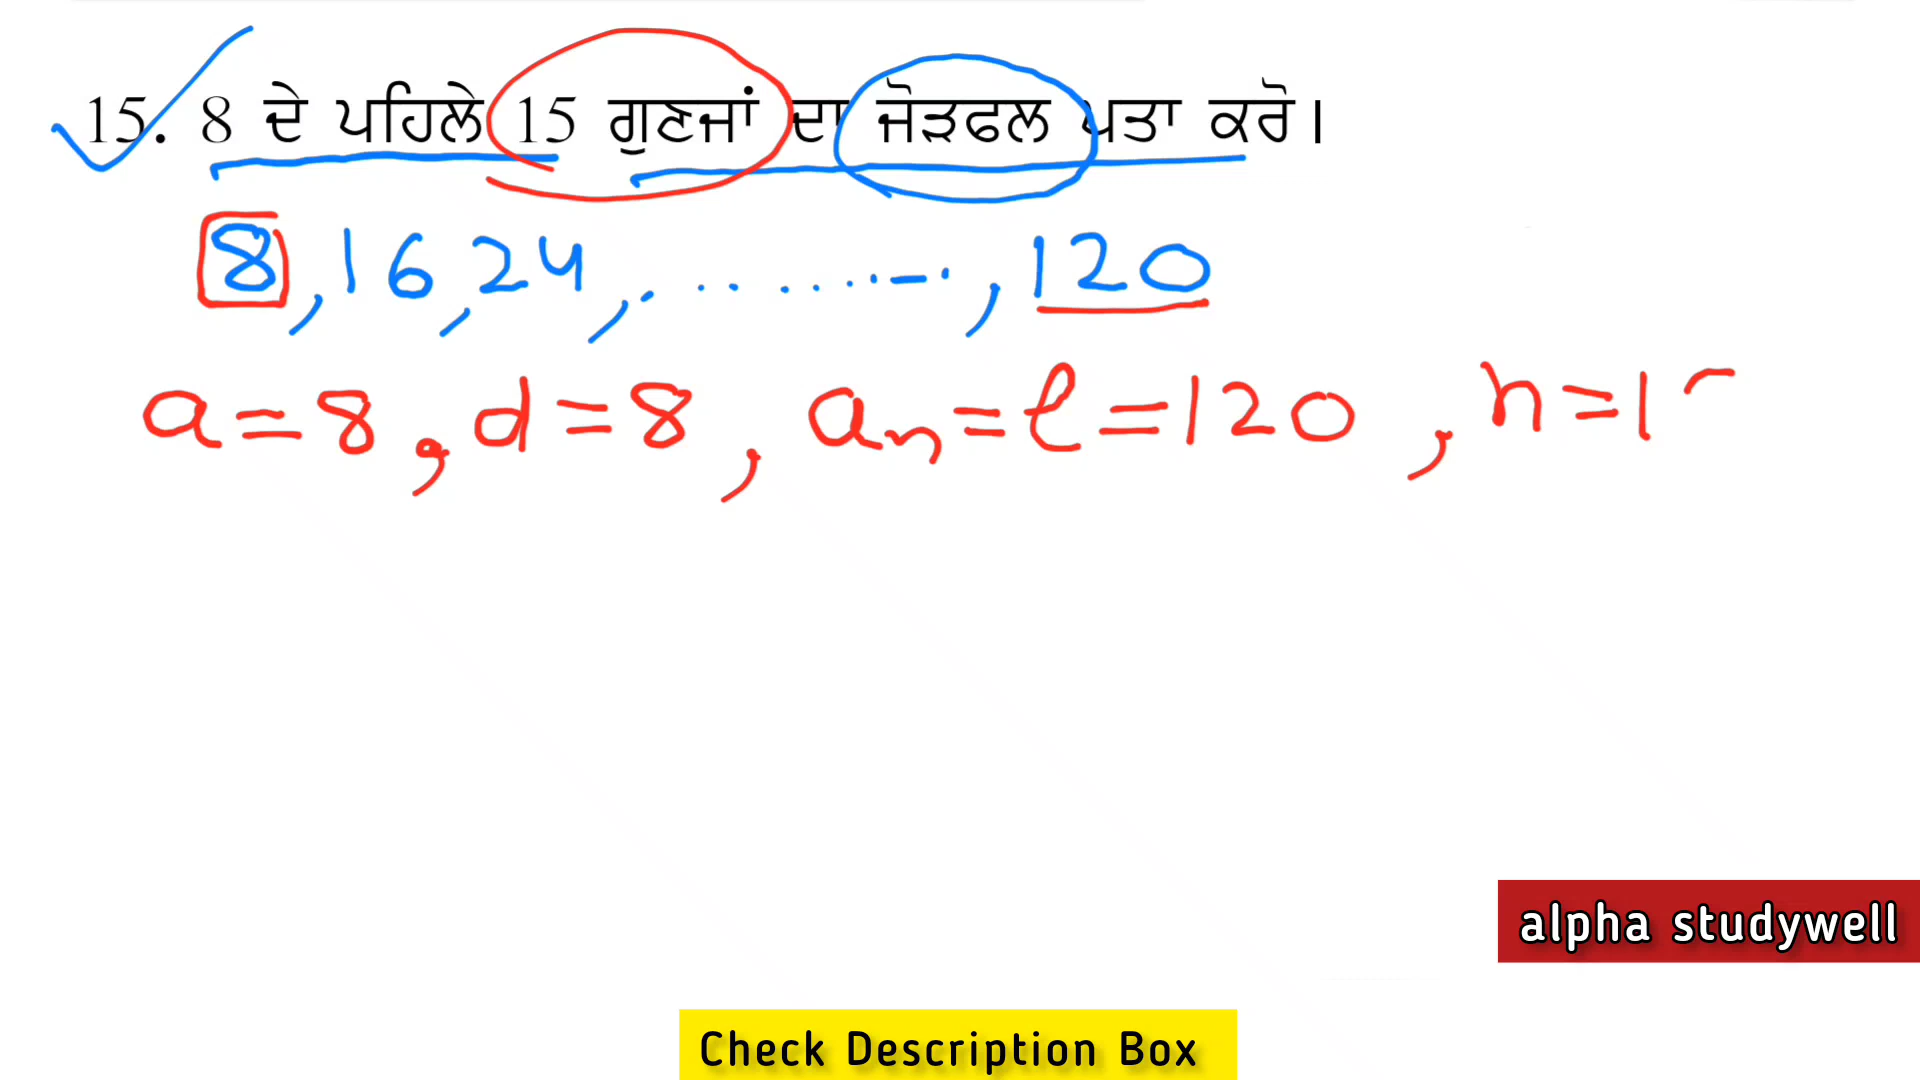 15. 8 ਦੇ ਪਹਿਲੇ 15 ਗੁਣਜਾਂ ਦਾ ਜੋੜਫਲ ਪਤਾ ਕਰੋ।
8, 16, 24, ........-., 120
a=8, d=8, aₙ=l=120, n=1
alpha studywell
Check Description Box